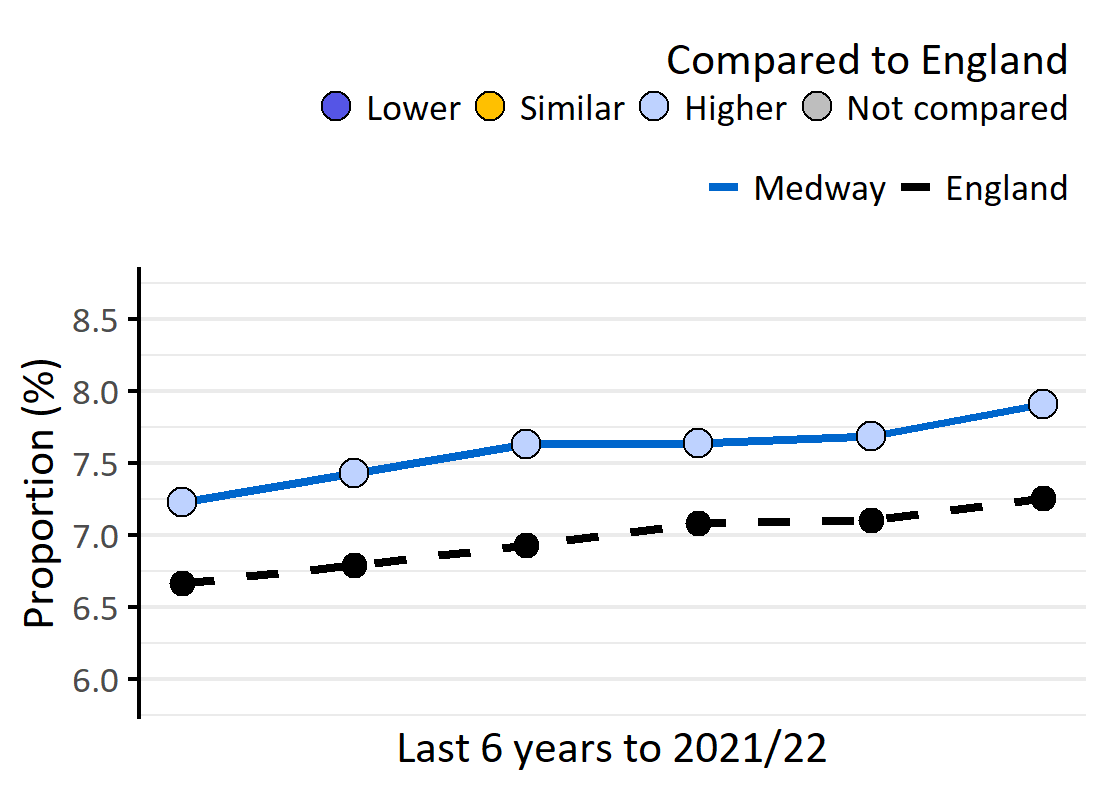 Compared to England
Lower Similar Higher Not compared
Medway England
Proportion (%)
8.5
8.0
7.5
7.0
6.5
6.0
Last 6 years to 2021/22